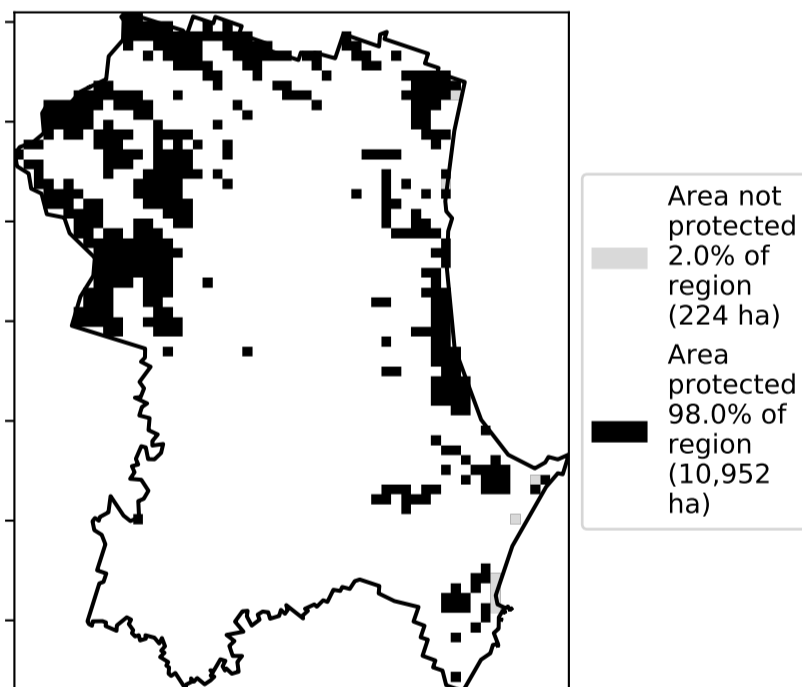 Area not
protected
2.0% of
region
(224 ha)
Area
protected
98.0% of
region
(10,952
ha)